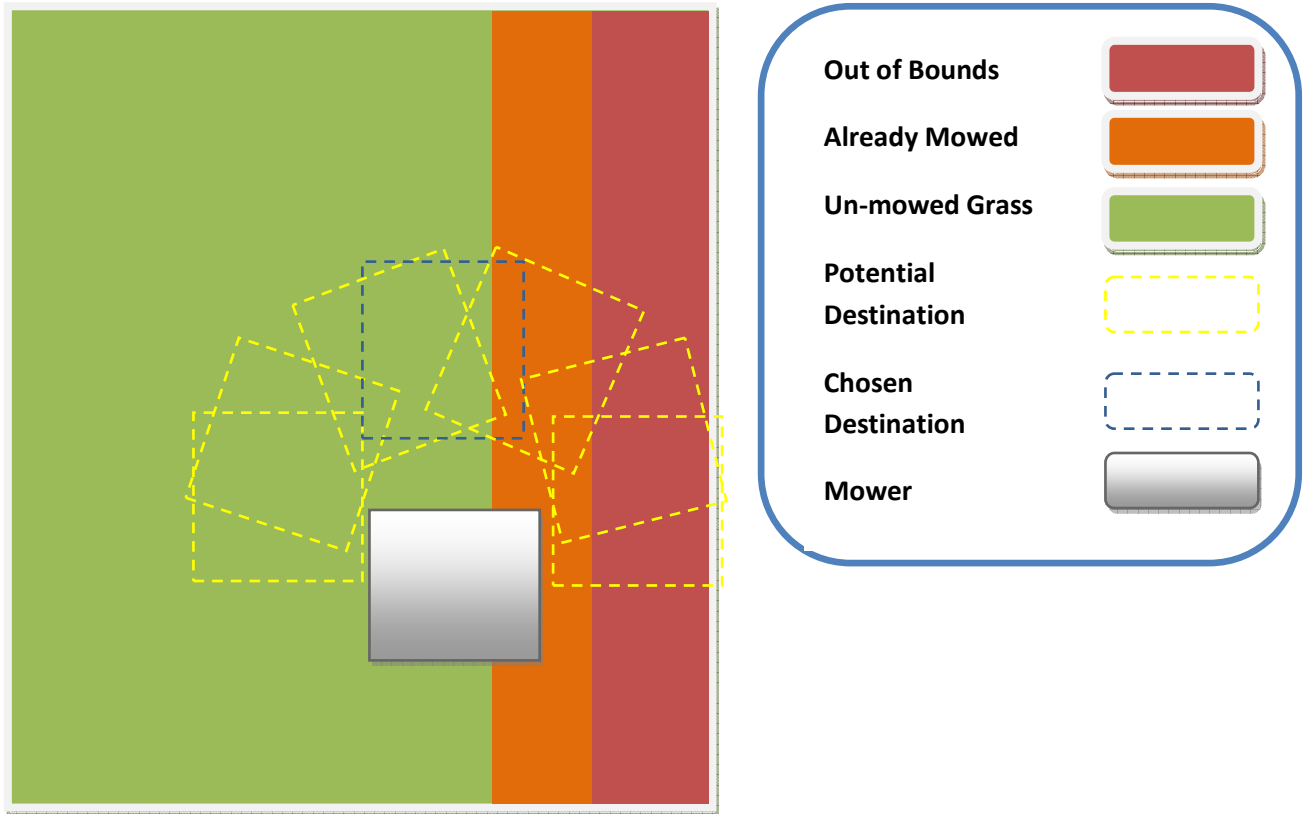 Out of Bounds
Already Mowed
Un-mowed Grass
Potential
Destination
Chosen
Destination
Mower